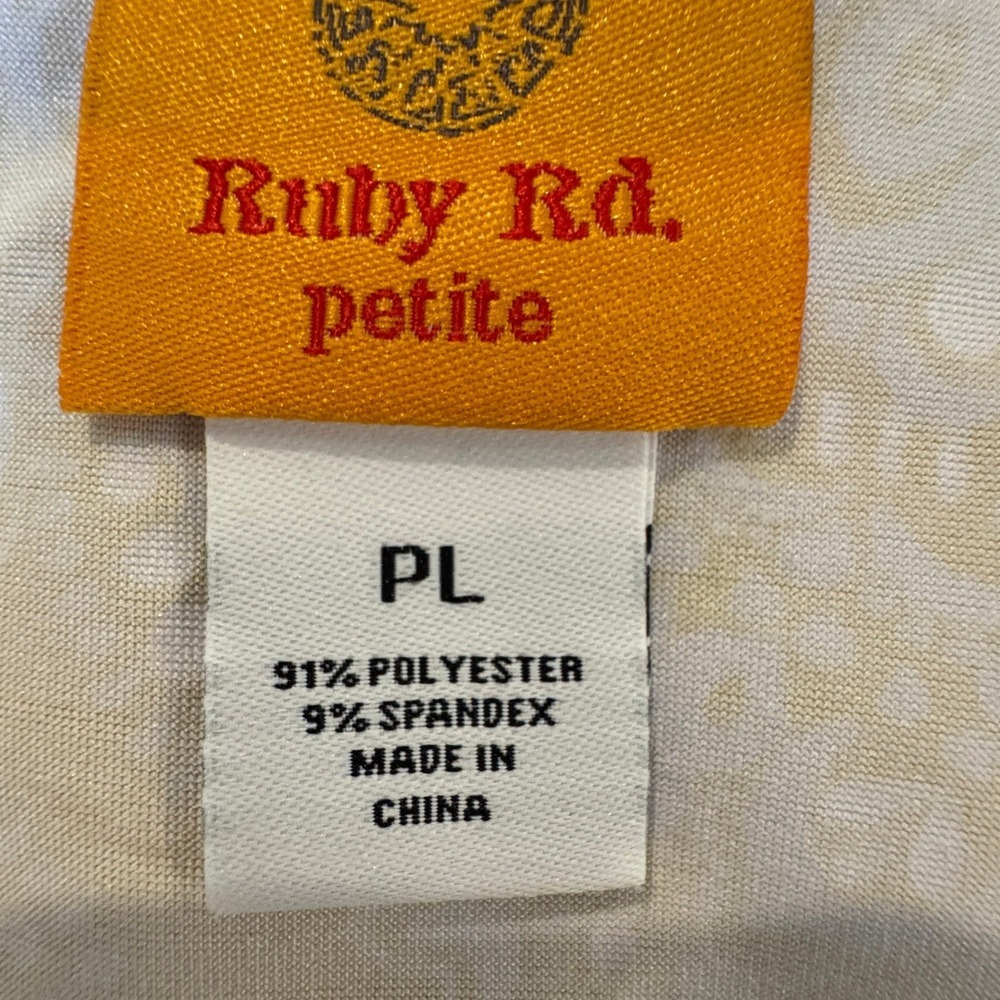 Ruby Rd.
petite
PL
91% POLYESTER
9% SPANDEX
MADE IN
CHINA